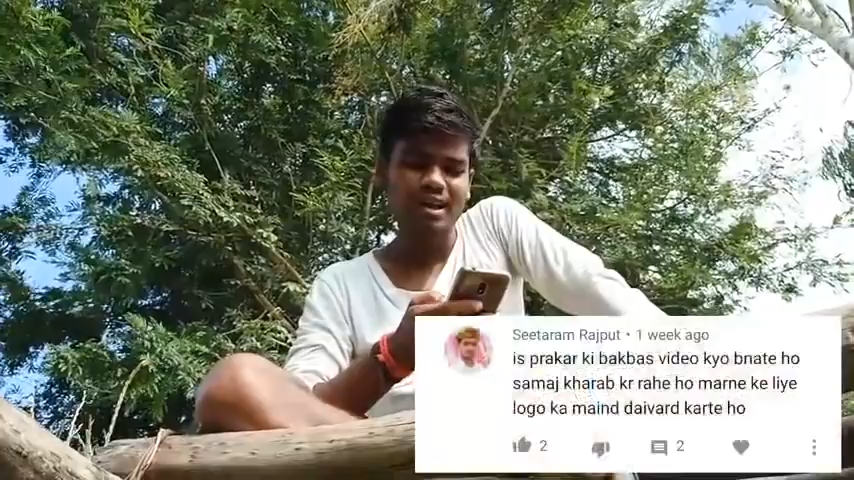 Seetaram Rajput • 1 week ago
is prakar ki bakbas video kyo bnate ho
samaj kharab kr rahe ho marne ke liye
logo ka maind daivard karte ho
2 2